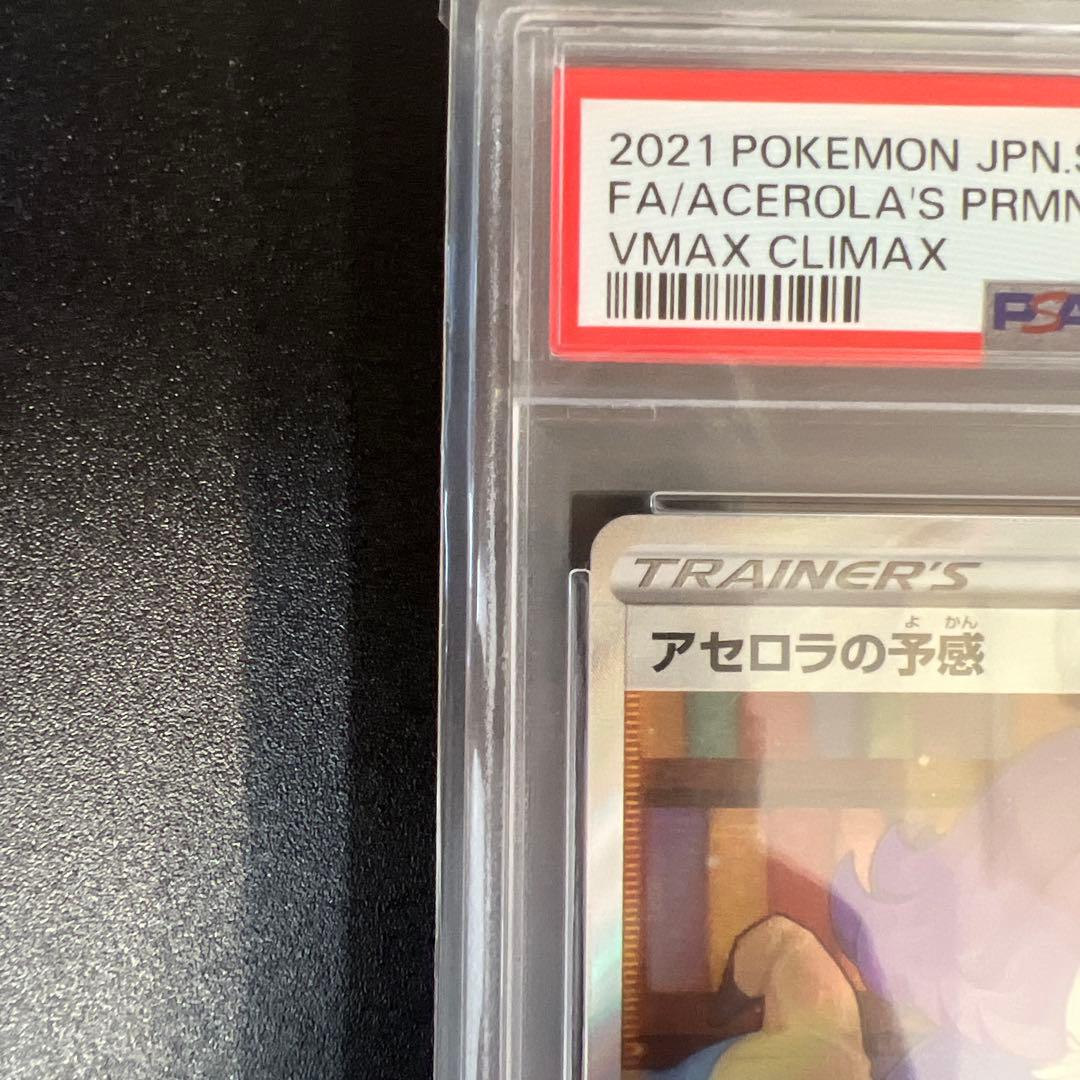 2021 POKEMON JPN.S
FA/ACEROLA'S PRMN
VMAX CLIMAX
PSA
TRAINER'S
よ かん
アセロラの予感